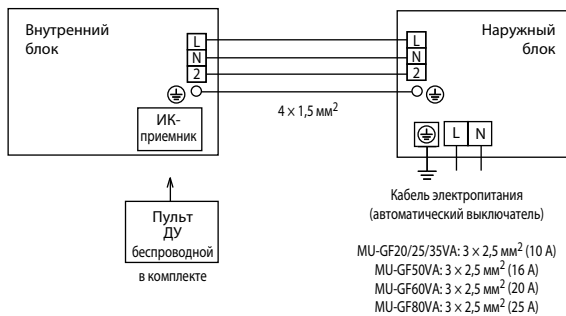 Внутренний
блок
L
N
2
ИК-
приемник
Пульт
ДУ
беспроводной
в комплекте
4 × 1,5 мм²
Наружный
блок
L
N
2
L N
Кабель электропитания
(автоматический выключатель)
MU-GF20/25/35VA: 3 × 2,5 мм² (10 А)
MU-GF50VA: 3 × 2,5 мм² (16 А)
MU-GF60VA: 3 × 2,5 мм² (20 А)
MU-GF80VA: 3 × 2,5 мм² (25 А)